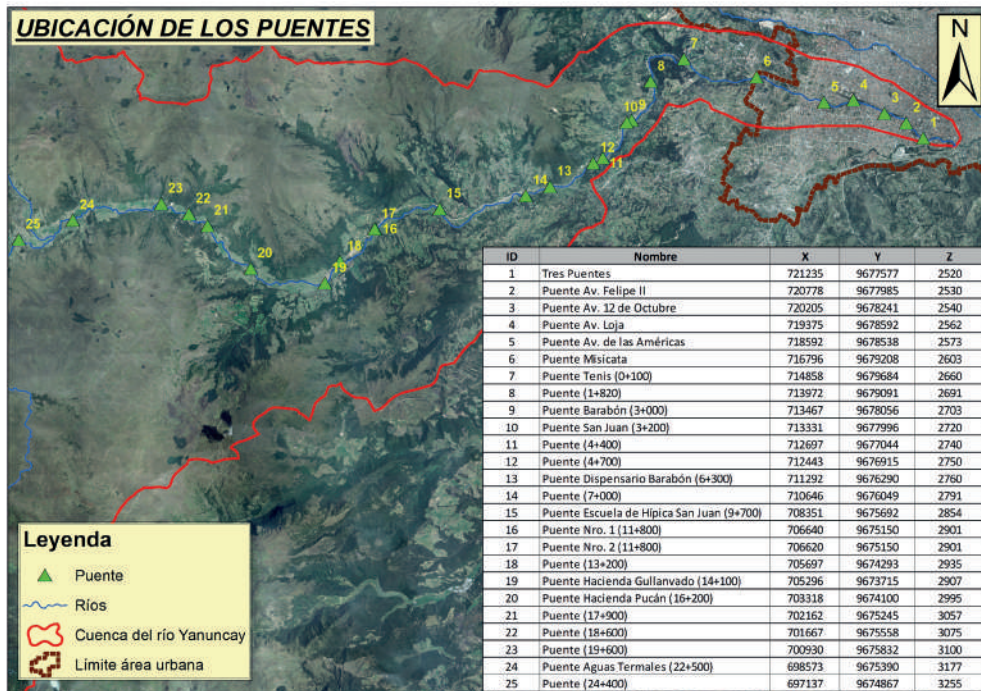 UBICACIÓN DE LOS PUENTES
N
7
8
6
5
4
3
2
1
10
9
12
11
13
14
15
17
16
18
19
20
21
22
23
24
25
ID Nombre X Y Z
1 Tres Puentes 721235 9677577 2520
2 Puente Av. Felipe II 720778 9677985 2530
3 Puente Av. 12 de Octubre 720205 9678241 2540
4 Puente Av. Loja 719375 9678592 2562
5 Puente Av. de las Américas 718592 9678538 2573
6 Puente Misicata 716796 9679208 2603
7 Puente Tenis (0+100) 714858 9679684 2660
8 Puente (1+820) 713972 9679091 2691
9 Puente Barabón (3+000) 713467 9678056 2703
10 Puente San Juan (3+200) 713331 9677996 2720
11 Puente (4+400) 712697 9677044 2740
12 Puente (4+700) 712443 9676915 2750
13 Puente Dispensario Barabón (6+300) 711292 9676290 2760
14 Puente (7+000) 710646 9676049 2791
15 Puente Escuela de Hípica San Juan (9+700) 708351 9675692 2854
16 Puente Nro. 1 (11+800) 706640 9675150 2901
17 Puente Nro. 2 (11+800) 706620 9675150 2901
18 Puente (13+200) 705697 9674293 2935
19 Puente Hacienda Gullanvado (14+100) 705296 9673715 2907
20 Puente Hacienda Pucán (16+200) 703318 9674100 2995
21 Puente (17+900) 702162 9675245 3057
22 Puente (18+600) 701667 9675558 3075
23 Puente (19+600) 700930 9675832 3100
24 Puente Aguas Termales (22+500) 698573 9675390 3177
25 Puente (24+400) 697137 9674867 3255
Leyenda
Puente
Ríos
Cuenca del río Yanuncay
Límite área urbana